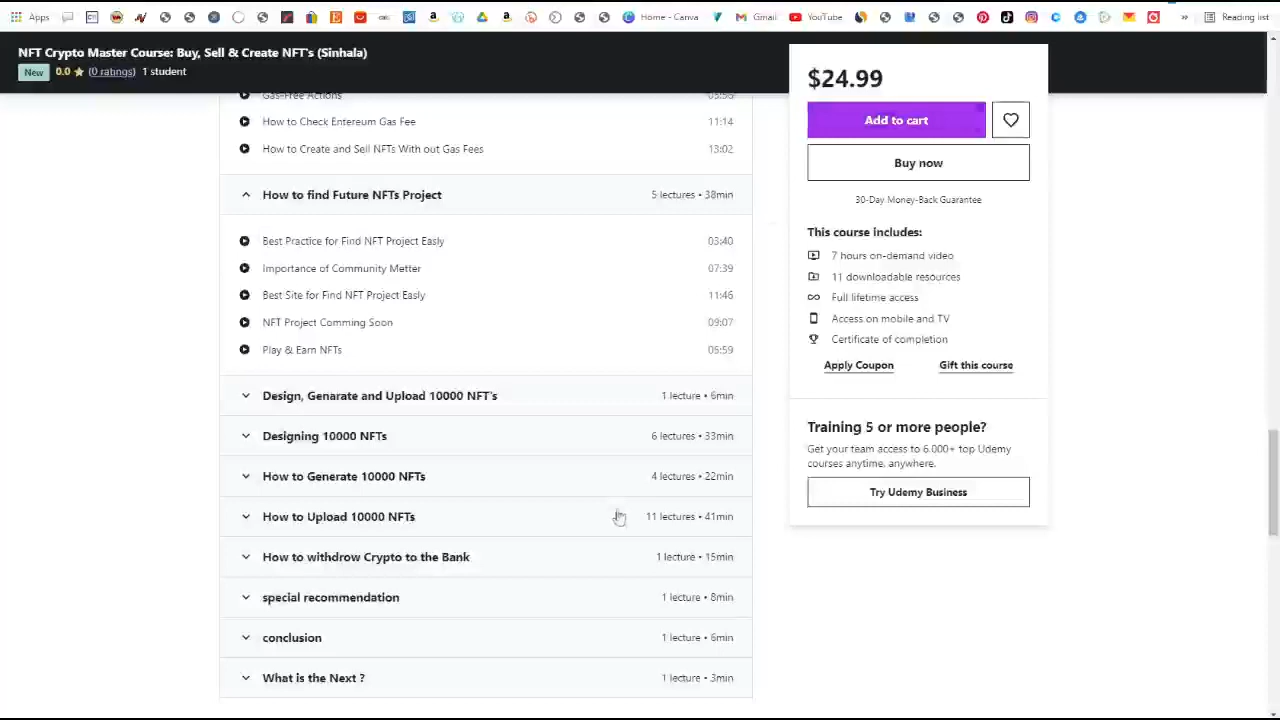 Apps
Home - Canva
Gmail
YouTube
»
Reading list
NFT Crypto Master Course: Buy, Sell & Create NFT's (Sinhala)
New 0.0 ★ (0 ratings) 1 student
Gas-Free Actions
How to Check Entereum Gas Fee 11:14
How to Create and Sell NFTs With out Gas Fees 13:02
How to find Future NFTs Project 5 lectures • 38min
Best Practice for Find NFT Project Easly 03:40
Importance of Community Metter 07:39
Best Site for Find NFT Project Easly 11:46
NFT Project Comming Soon 09:07
Play & Earn NFTs 05:59
Design, Genarate and Upload 10000 NFT's 1 lecture • 6min
Designing 10000 NFTs 6 lectures • 33min
How to Generate 10000 NFTs 4 lectures • 22min
How to Upload 10000 NFTs 11 lectures • 41min
How to withdrow Crypto to the Bank 1 lecture • 15min
special recommendation 1 lecture • 8min
conclusion 1 lecture • 6min
What is the Next ? 1 lecture • 3min
$24.99
Add to cart
Buy now
30-Day Money-Back Guarantee
This course includes:
7 hours on-demand video
11 downloadable resources
Full lifetime access
Access on mobile and TV
Certificate of completion
Apply Coupon Gift this course
Training 5 or more people?
Get your team access to 6,000+ top Udemy
courses anytime, anywhere.
Try Udemy Business